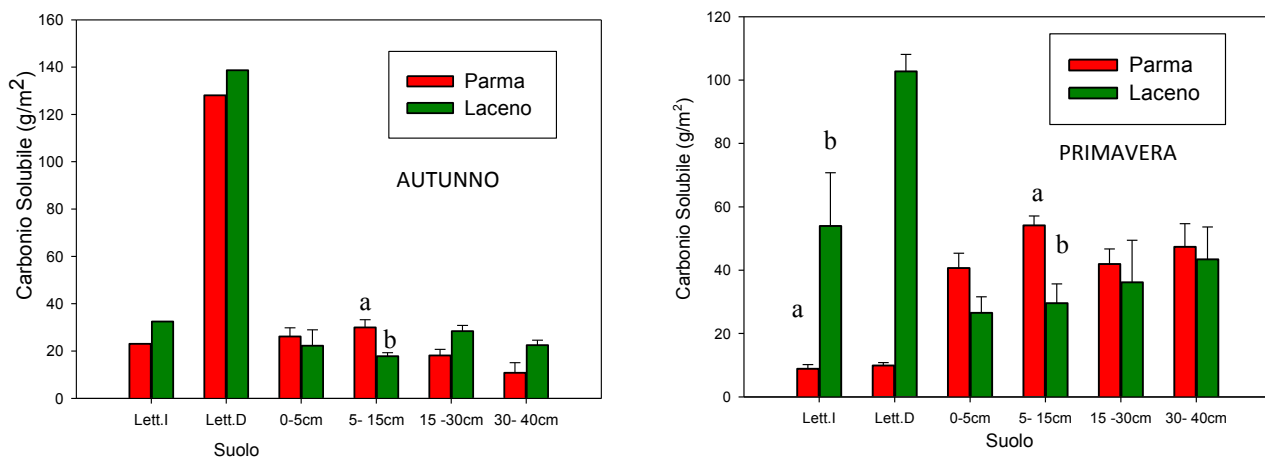 160
140
120
100
80
60
40
20
0
Carbonio Solubile (g/m²)
Parma
Laceno
AUTUNNO
a
b
Lett.I Lett.D 0-5cm 5- 15cm 15 -30cm 30- 40cm
Suolo
120
100
80
60
40
20
0
Carbonio Solubile (g/m²)
Parma
Laceno
PRIMAVERA
b
a
b
a
Lett.I Lett.D 0-5cm 5- 15cm 15 -30cm 30- 40cm
Suolo